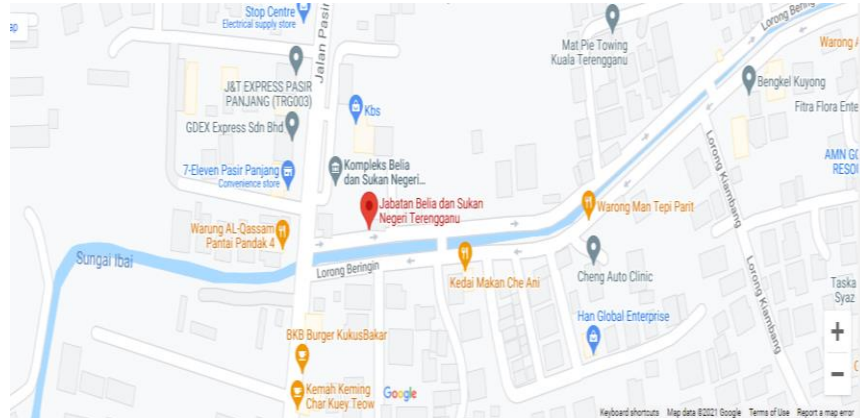 Stop Centre
Electrical supply store
ap
Jalan Pasir
J&T EXPRESS PASIR
PANJANG (TRG003)
GDEX Express Sdn Bhd
Kbs
7-Eleven Pasir Panjang
Convenience store
Kompleks Belia
dan Sukan Negeri...
Jabatan Belia dan Sukan
Negeri Terengganu
Warung AL-Qassam
Pantai Pandak 4
Sungai Ibai
Lorong Beringin
Kedai Makan Che Ani
BKB Burger KukusBakar
Kemah Keming
Char Kuey Teow
Mat Pie Towing
Kuala Terengganu
Lorong Bering
Warong A
Bengkel Kuyong
Fitra Flora Ente
AMN GO
RESO
Warong Man Tepi Parit
Lorong Kiambang
Lorong Kiambang
Cheng Auto Clinic
Han Global Enterprise
Taska
Syaz
+
−
Google
Keyboard shortcuts Map data ©2021 Google Terms of Use Report a map error